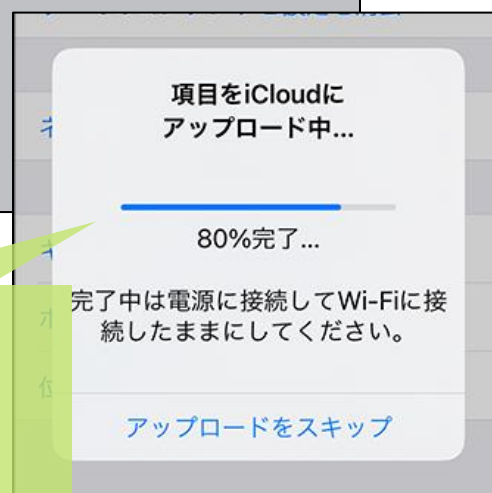 項目をiCloudに
アップロード中...
80%完了...
完了中は電源に接続してWi-Fiに接
続したままにしてください。
アップロードをスキップ